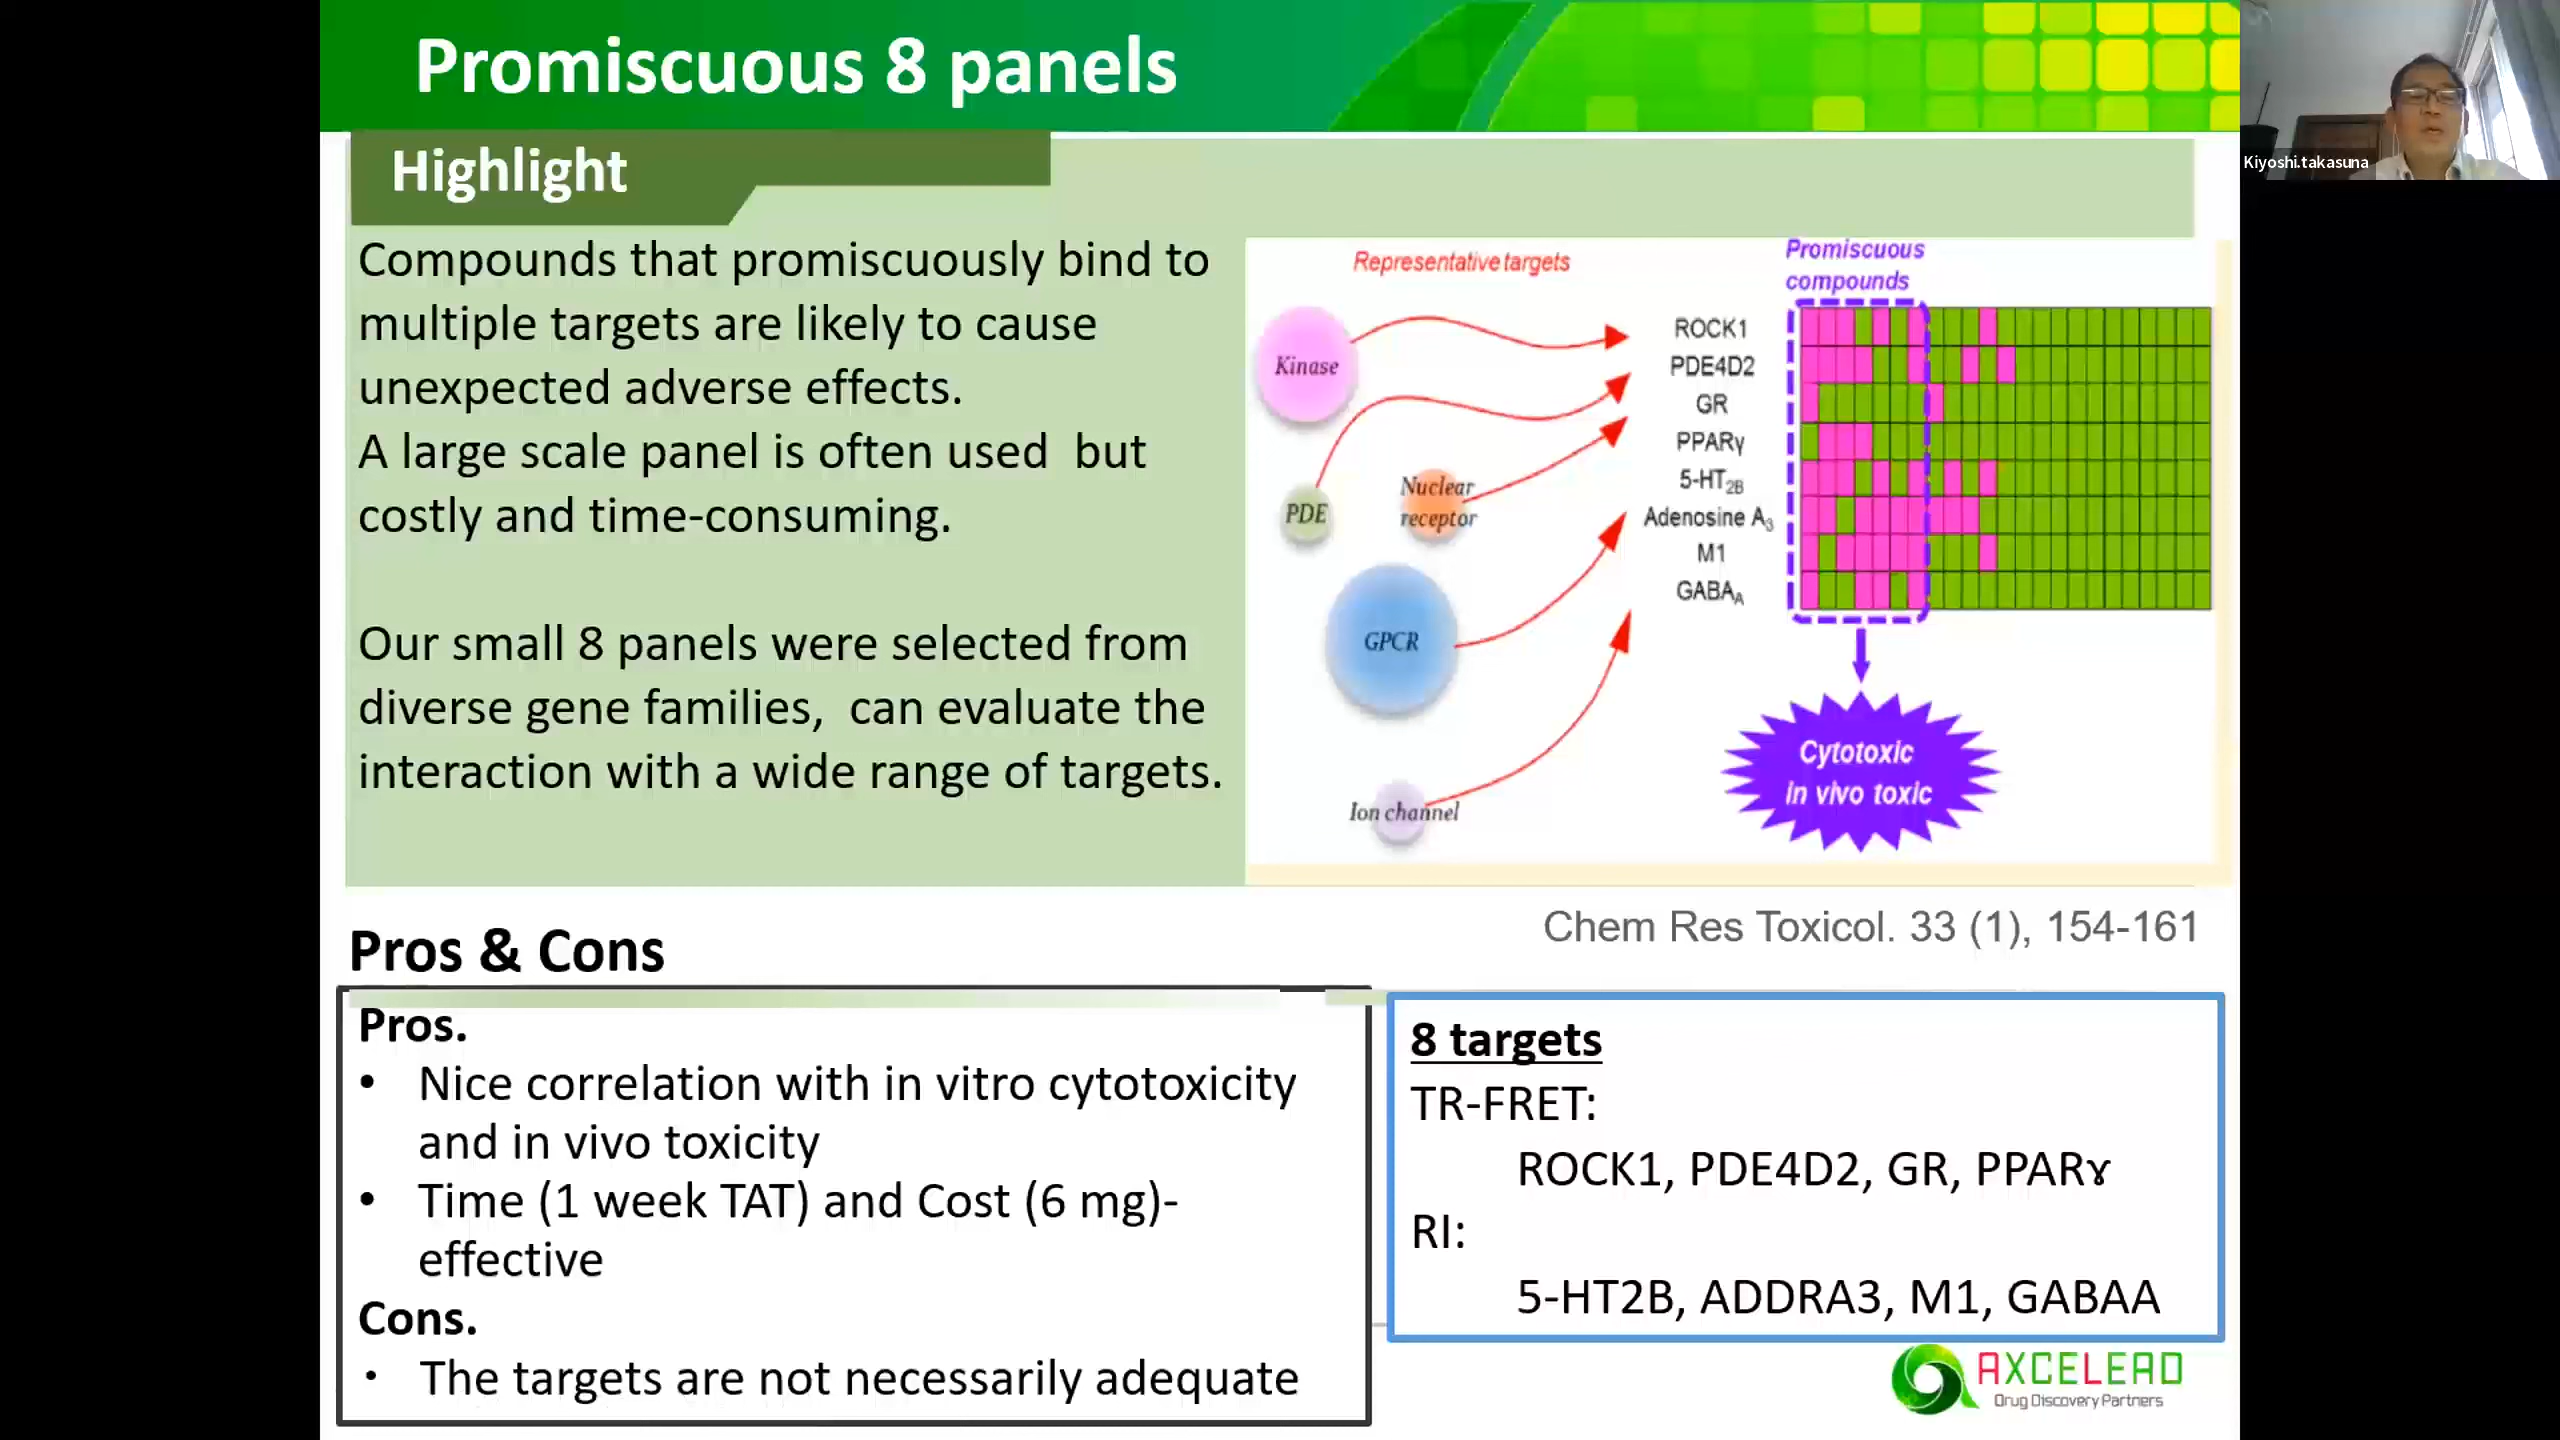 Promiscuous 8 panels
Kiyoshi.takasuna
Highlight
Compounds that promiscuously bind to
multiple targets are likely to cause
unexpected adverse effects.
A large scale panel is often used but
costly and time-consuming.
Our small 8 panels were selected from
diverse gene families, can evaluate the
interaction with a wide range of targets.
Representative targets
Promiscuous
compounds
Kinase
PDE
Nuclear
receptor
GPCR
Ion channel
ROCK1
PDE4D2
GR
PPARγ
5-HT2B
Adenosine A3
M1
GABAA
Cytotoxic
in vivo toxic
Chem Res Toxicol. 33 (1), 154-161
Pros & Cons
Pros.
• Nice correlation with in vitro cytotoxicity
and in vivo toxicity
• Time (1 week TAT) and Cost (6 mg)-
effective
Cons.
・ The targets are not necessarily adequate
8 targets
TR-FRET:
ROCK1, PDE4D2, GR, PPARɤ
RI:
5-HT2B, ADDRA3, M1, GABAA
AXCELEAD
Drug Discovery Partners